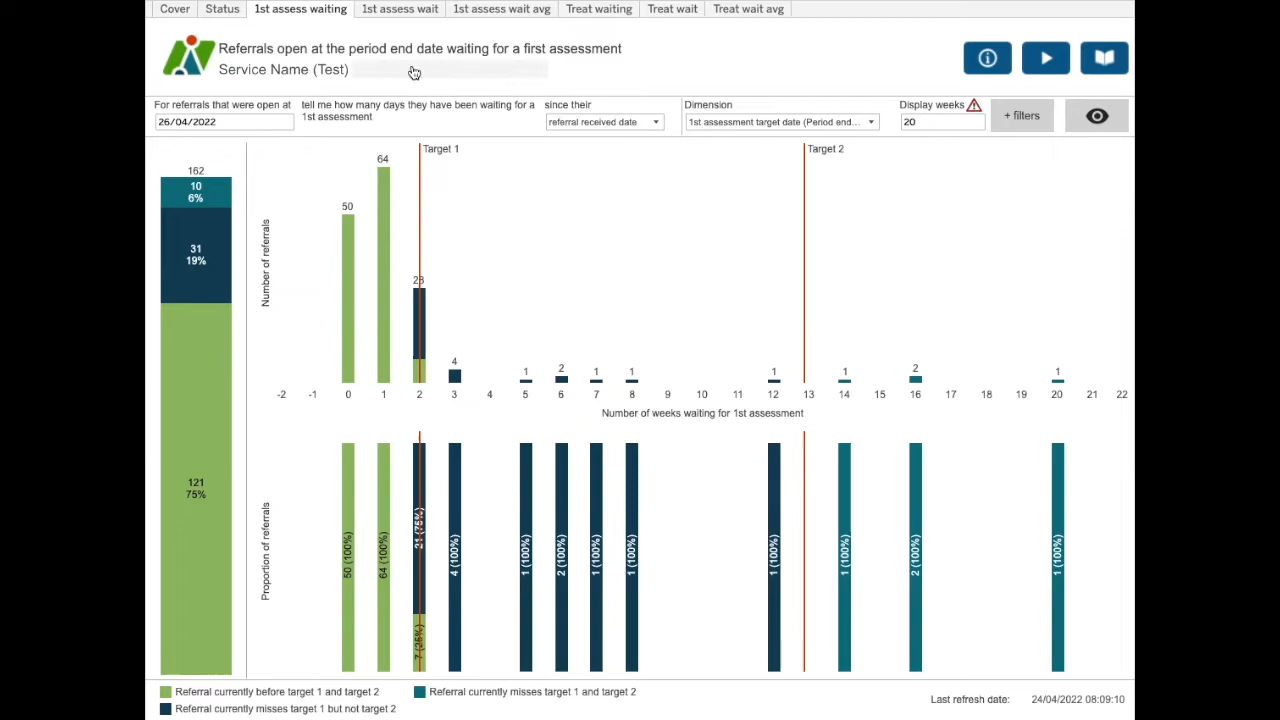 Cover Status 1st assess waiting 1st assess wait 1st assess wait avg Treat waiting Treat wait Treat wait avg
Referrals open at the period end date waiting for a first assessment
Service Name (Test)
For referrals that were open at
26/04/2022
tell me how many days they have been waiting for a
1st assessment
since their
referral received date
Dimension
1st assessment target date (Period end...
Display weeks
20
+ filters
162
10
6%
31
19%
121
75%
Number of referrals
Target 1
Target 2
50 64 28 4 1 2 1 1 1 1 2 1
-2 -1 0 1 2 3 4 5 6 7 8 9 10 11 12 13 14 15 16 17 18 19 20 21 22
Number of weeks waiting for 1st assessment
Proportion of referrals
50 (100%)
64 (100%)
21 (75%)
7 (25%)
4 (100%)
1 (100%)
2 (100%)
1 (100%)
1 (100%)
1 (100%)
1 (100%)
2 (100%)
1 (100%)
Referral currently before target 1 and target 2
Referral currently misses target 1 and target 2
Referral currently misses target 1 but not target 2
Last refresh date: 24/04/2022 08:09:10